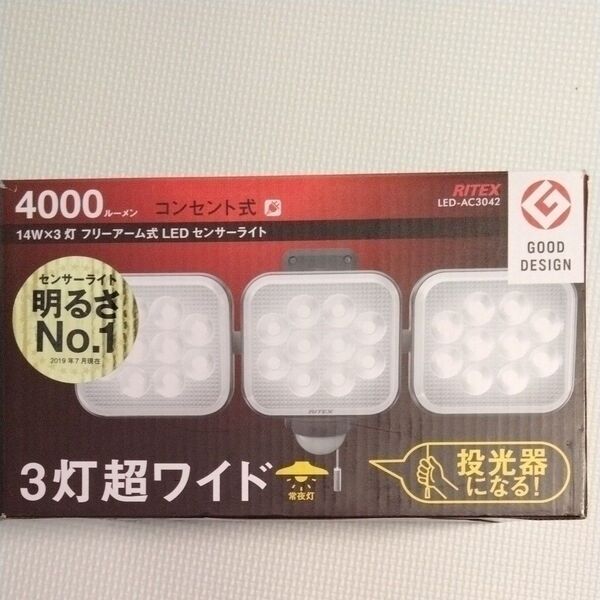 4000ルーメン コンセント式
14W×3灯 フリーアーム式 LED センサーライト
RITEX
LED-AC3042
GOOD
DESIGN
センサーライト
明るさ
No.1
2019年7月現在
RITEX
3灯超ワイド
常夜灯
投光器
になる!